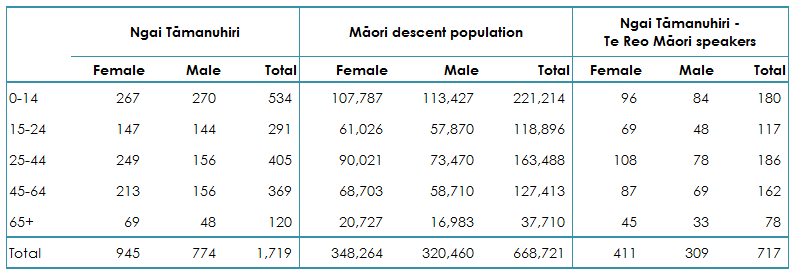 Ngai Tāmanuhiri Māori descent population Ngai Tāmanuhiri -
Te Reo Māori speakers
Female Male Total Female Male Total Female Male Total
0-14 267 270 534 107,787 113,427 221,214 96 84 180
15-24 147 144 291 61,026 57,870 118,896 69 48 117
25-44 249 156 405 90,021 73,470 163,488 108 78 186
45-64 213 156 369 68,703 58,710 127,413 87 69 162
65+ 69 48 120 20,727 16,983 37,710 45 33 78
Total 945 774 1,719 348,264 320,460 668,721 411 309 717